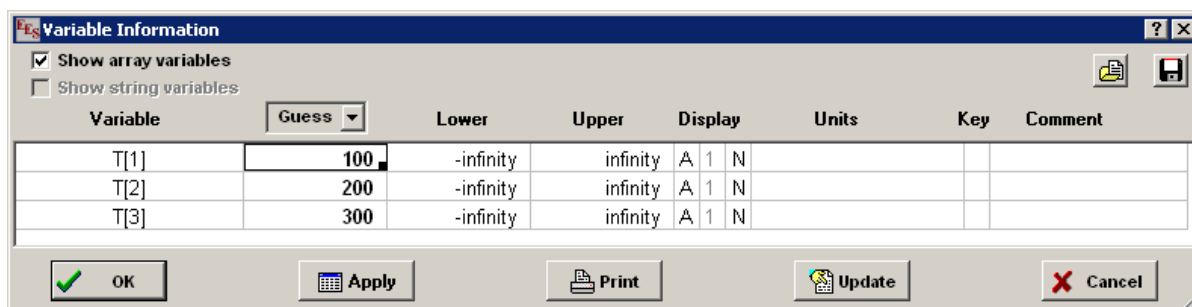 EES Variable Information ? X
Show array variables
Show string variables
Variable Guess Lower Upper Display Units Key Comment
T[1] 100 -infinity infinity A 1 N
T[2] 200 -infinity infinity A 1 N
T[3] 300 -infinity infinity A 1 N
OK Apply Print Update Cancel